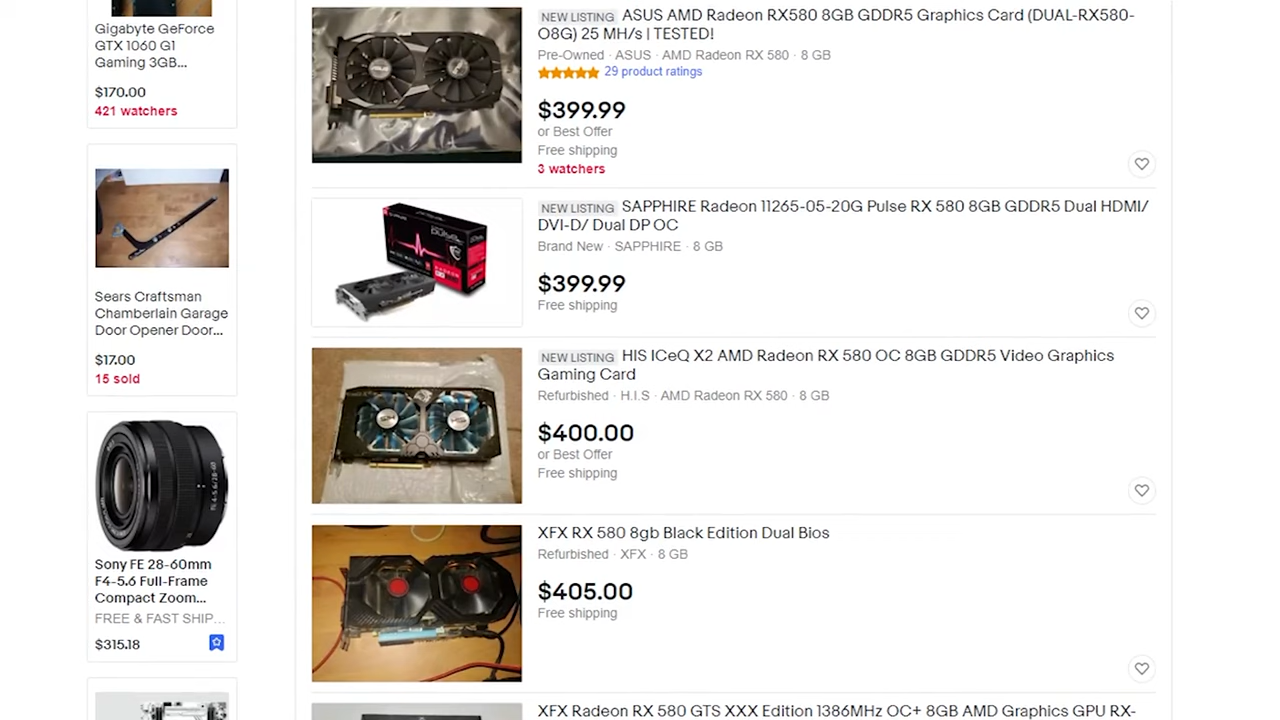 Gigabyte GeForce
GTX 1060 G1
Gaming 3GB...
$170.00
421 watchers
Sears Craftsman
Chamberlain Garage
Door Opener Door...
$17.00
15 sold
Sony FE 28-60mm
F4-5.6 Full-Frame
Compact Zoom...
FREE & FAST SHIP...
$315.18
NEW LISTING ASUS AMD Radeon RX580 8GB GDDR5 Graphics Card (DUAL-RX580-
O8G) 25 MH/s | TESTED!
Pre-Owned · ASUS · AMD Radeon RX 580 · 8 GB
29 product ratings
$399.99
or Best Offer
Free shipping
3 watchers
NEW LISTING SAPPHIRE Radeon 11265-05-20G Pulse RX 580 8GB GDDR5 Dual HDMI/
DVI-D/ Dual DP OC
Brand New · SAPPHIRE · 8 GB
$399.99
Free shipping
NEW LISTING HIS ICeQ X2 AMD Radeon RX 580 OC 8GB GDDR5 Video Graphics
Gaming Card
Refurbished · H.I.S · AMD Radeon RX 580 · 8 GB
$400.00
or Best Offer
Free shipping
XFX RX 580 8gb Black Edition Dual Bios
Refurbished · XFX · 8 GB
$405.00
Free shipping
XFX Radeon RX 580 GTS XXX Edition 1386MHz OC+ 8GB AMD Graphics GPU RX-